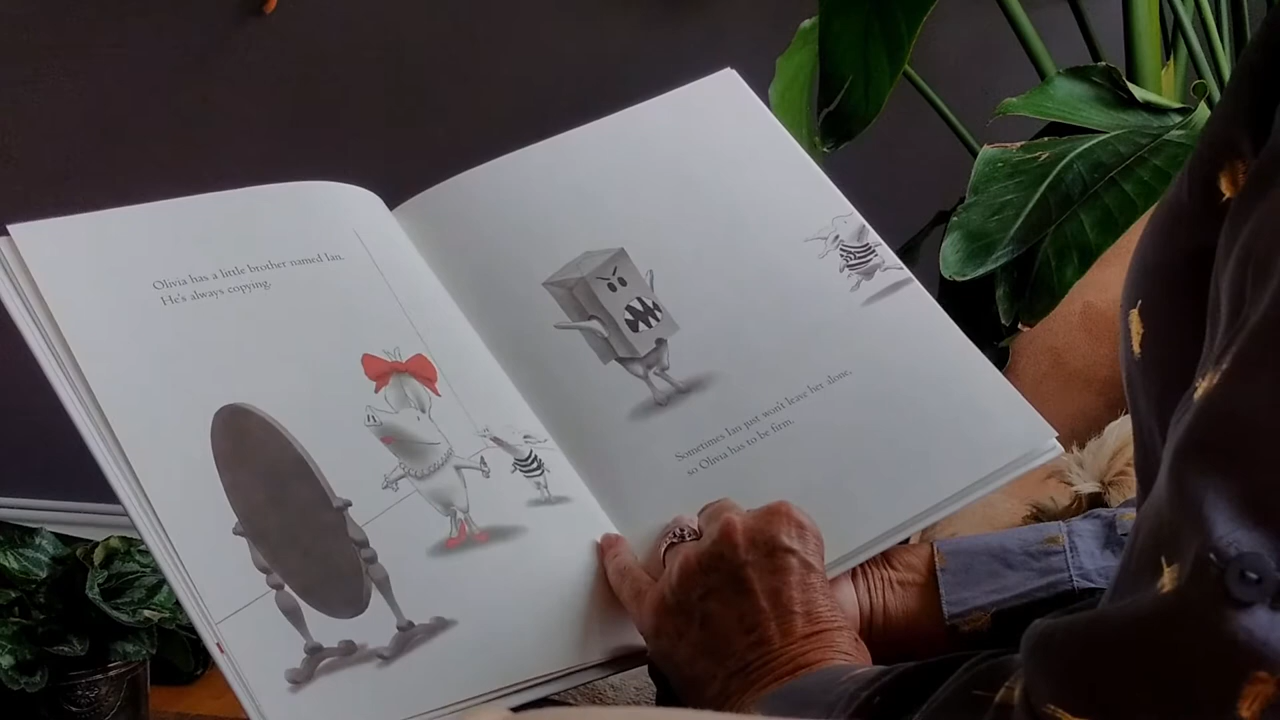 Olivia has a little brother named Ian.
He's always copying.
Sometimes Ian just won't leave her alone,
so Olivia has to be firm.